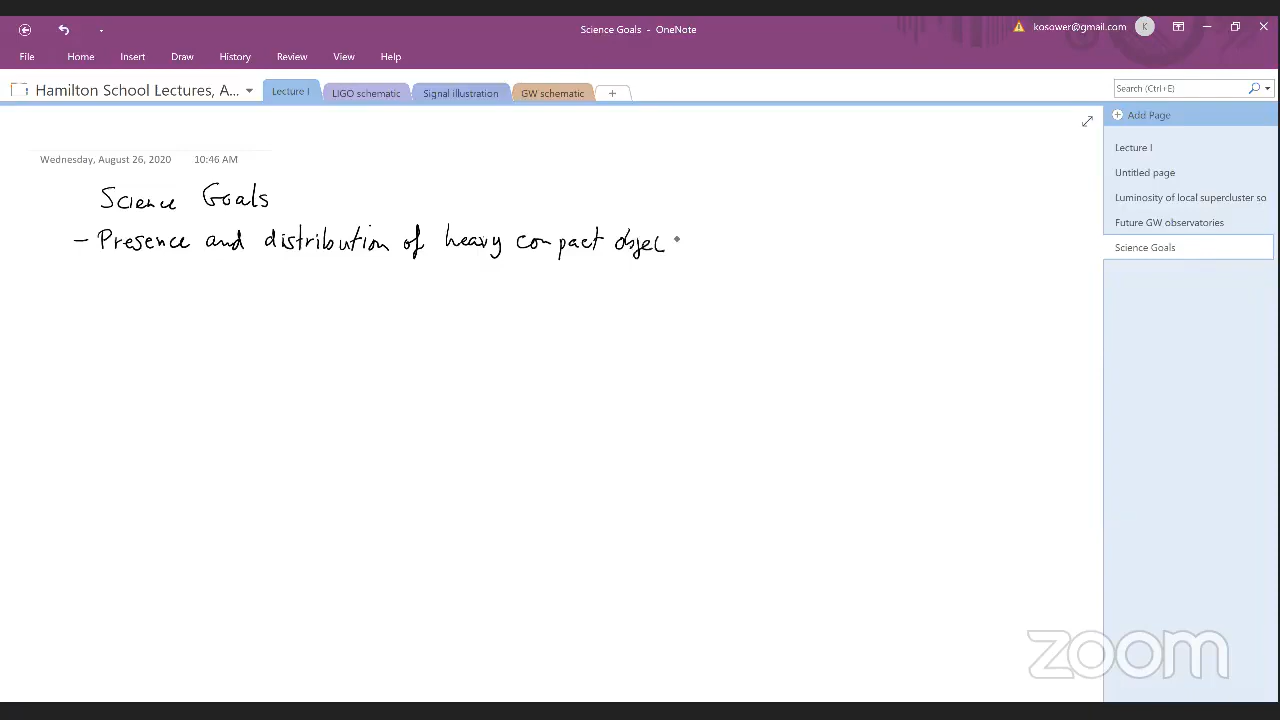 Science Goals - OneNote
kosower@gmail.com K
File Home Insert Draw History Review View Help
Hamilton School Lectures, A... Lecture I LIGO schematic Signal illustration GW schematic +
Search (Ctrl+E)
Add Page
Wednesday, August 26, 2020 10:46 AM
Science Goals
- Presence and distribution of heavy compact objec
Lecture I
Untitled page
Luminosity of local supercluster so
Future GW observatories
Science Goals
zoom